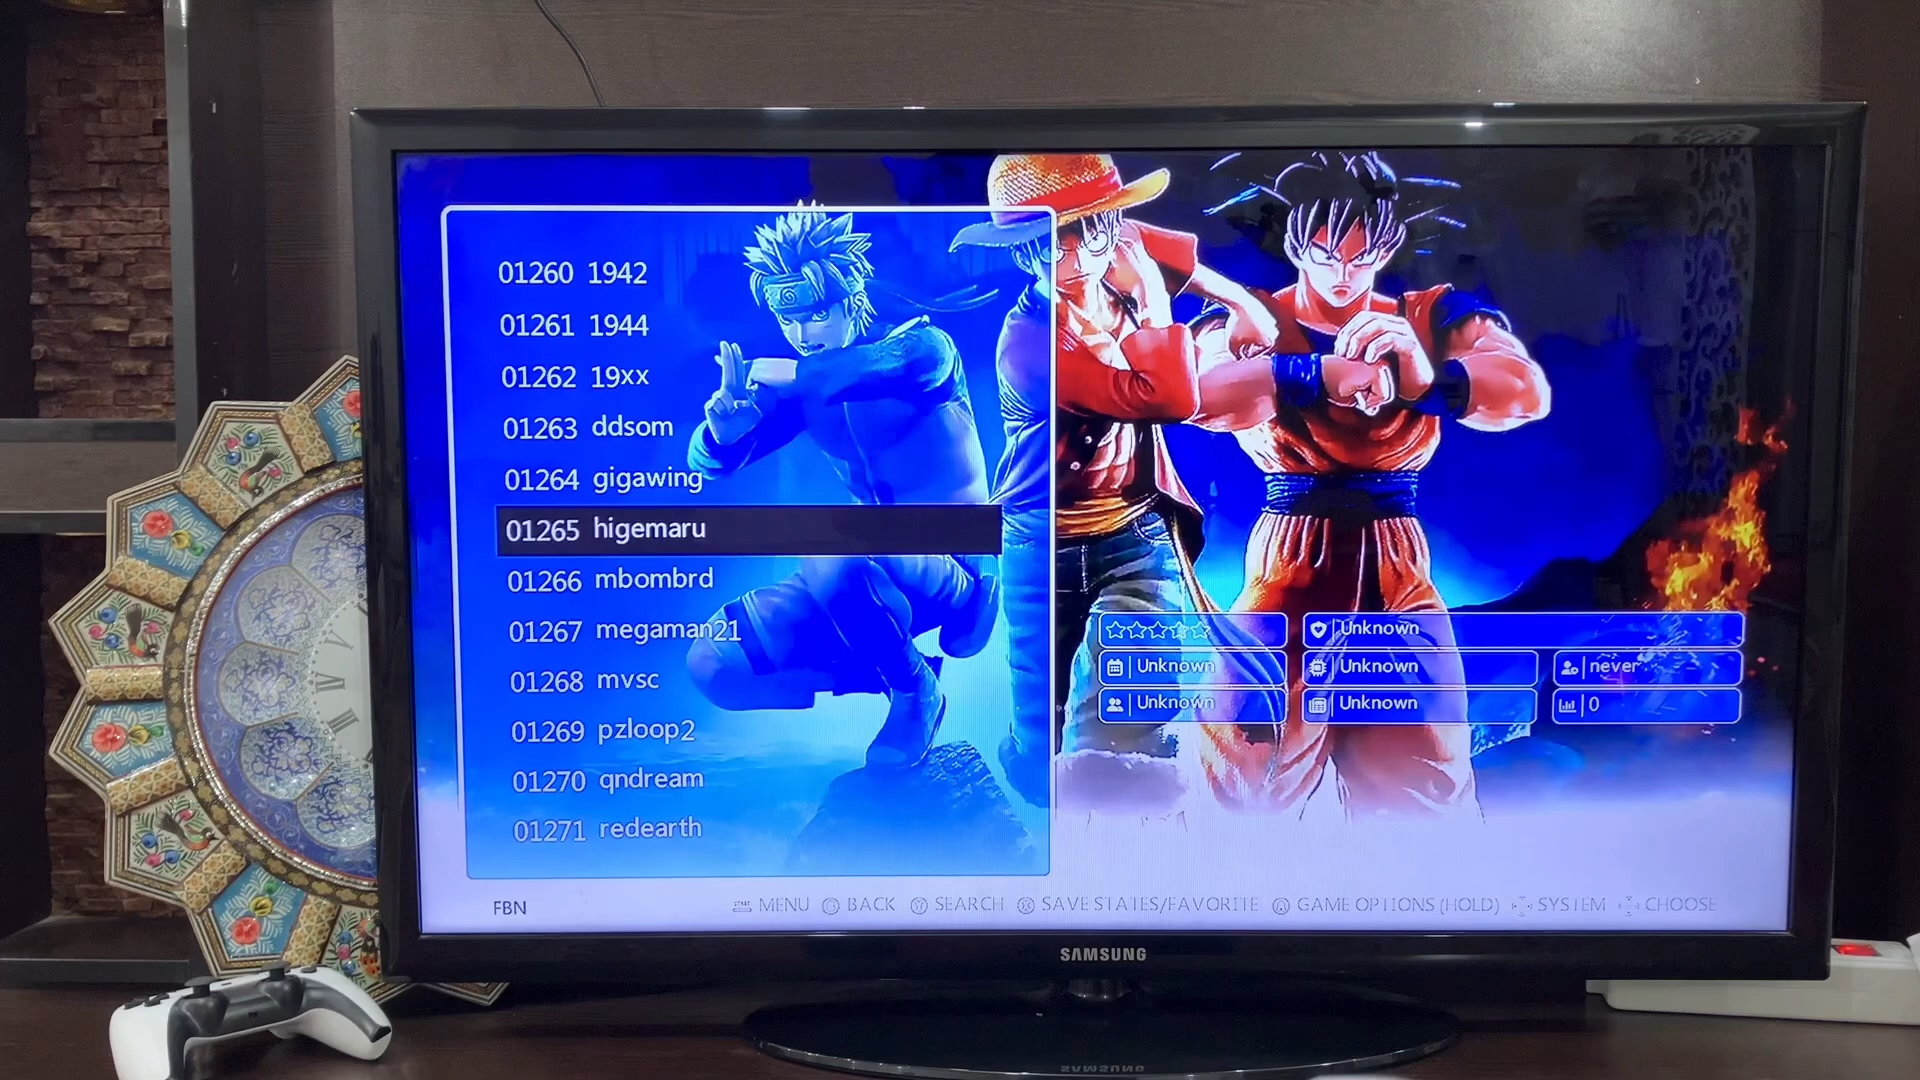 01260 1942
01261 1944
01262 19xx
01263 ddsom
01264 gigawing
01265 higemaru
01266 mbombrd
01267 megaman21
01268 mvsc
01269 pzloop2
01270 qndream
01271 redearth
Unknown
Unknown
Unknown
never
Unknown
Unknown
0
FBN
START MENU BACK SEARCH SAVE STATES/FAVORITE GAME OPTIONS (HOLD) SYSTEM CHOOSE
SAMSUNG